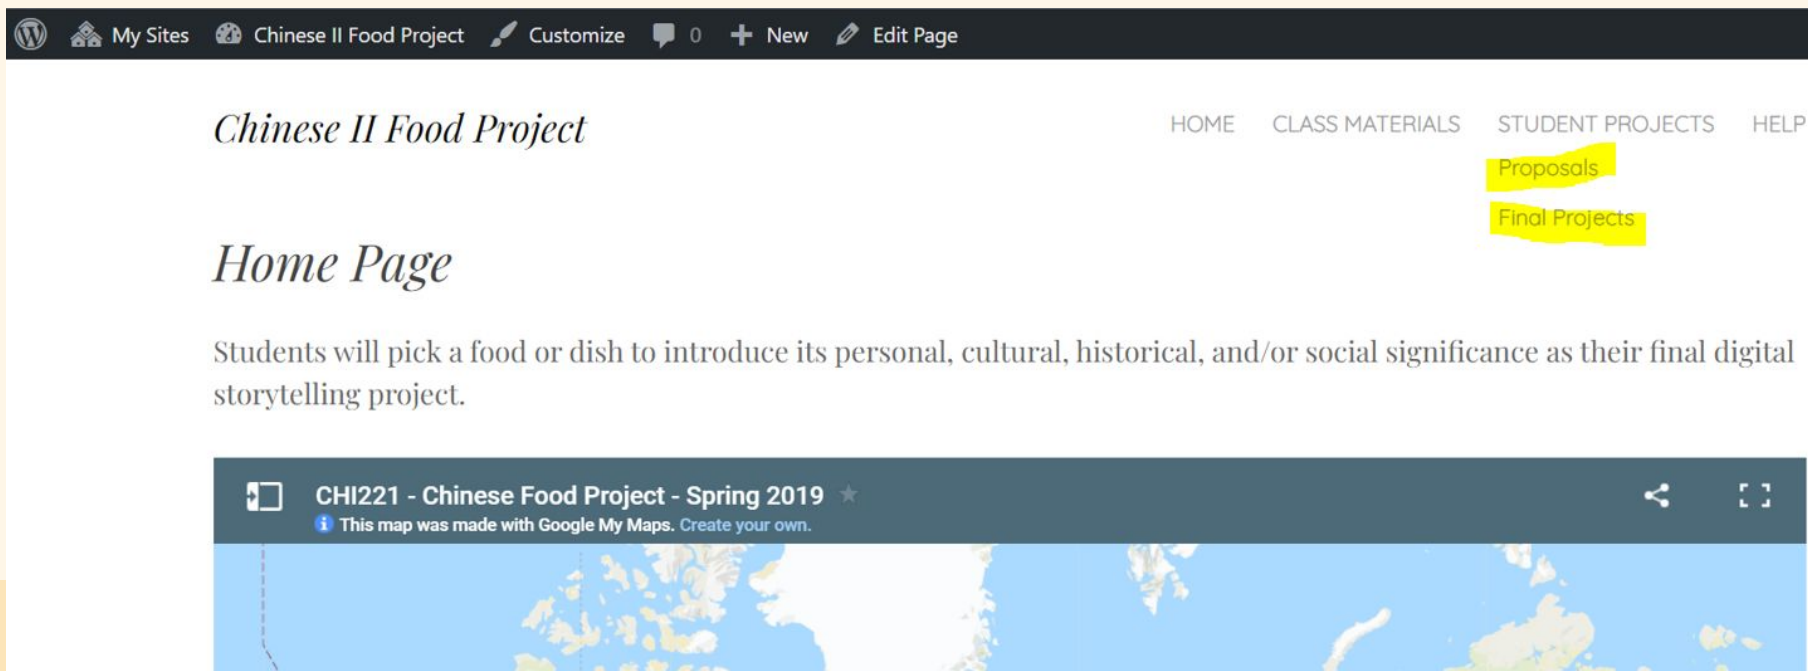 My Sites Chinese II Food Project Customize 0 New Edit Page
Chinese II Food Project
HOME CLASS MATERIALS STUDENT PROJECTS HELP
Proposals
Final Projects
Home Page
Students will pick a food or dish to introduce its personal, cultural, historical, and/or social significance as their final digital
storytelling project.
CHI221 - Chinese Food Project - Spring 2019
This map was made with Google My Maps. Create your own.